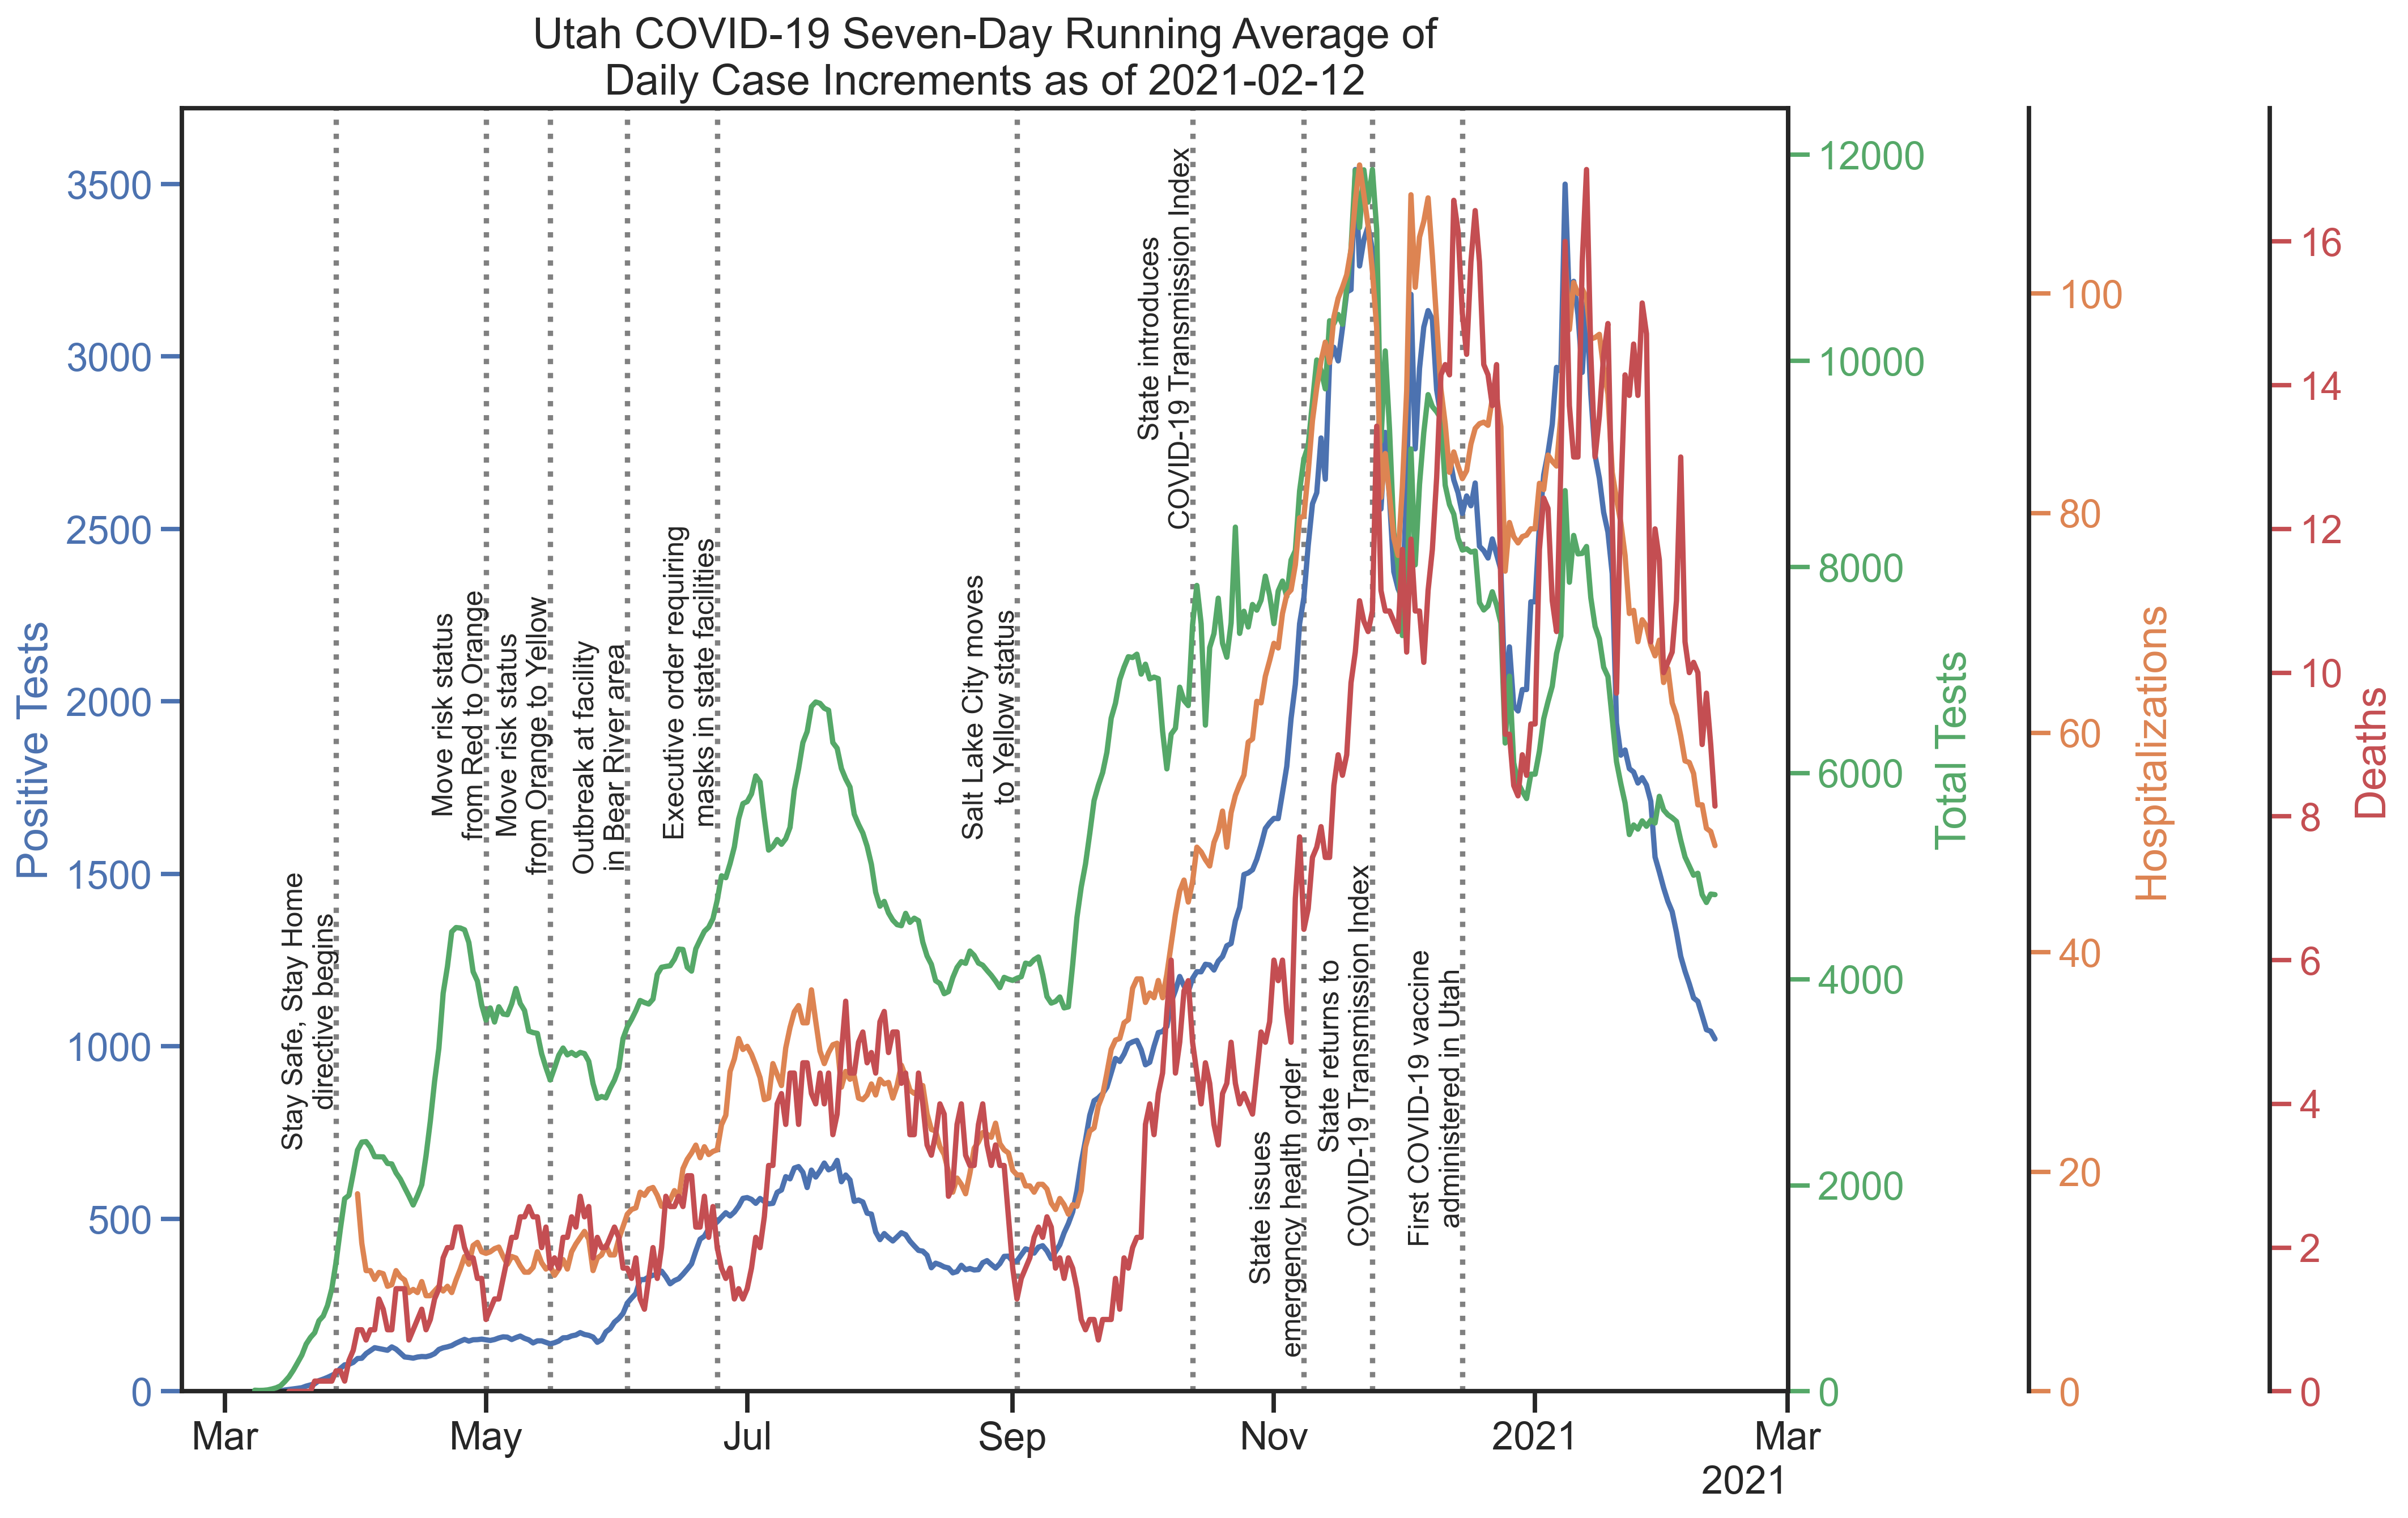 Utah COVID-19 Seven-Day Running Average of
Daily Case Increments as of 2021-02-12
Positive Tests
3500
3000
2500
2000
1500
1000
500
0
Stay Safe, Stay Home
directive begins
Move risk status
from Red to Orange
Move risk status
from Orange to Yellow
Outbreak at facility
in Bear River area
Executive order requiring
masks in state facilities
Salt Lake City moves
to Yellow status
State introduces
COVID-19 Transmission Index
State issues
emergency health order
State returns to
COVID-19 Transmission Index
First COVID-19 vaccine
administered in Utah
12000
10000
8000
6000
4000
2000
0
Total Tests
100
80
60
40
20
0
Hospitalizations
16
14
12
10
8
6
4
2
0
Deaths
Mar
May
Jul
Sep
Nov
2021
Mar
2021